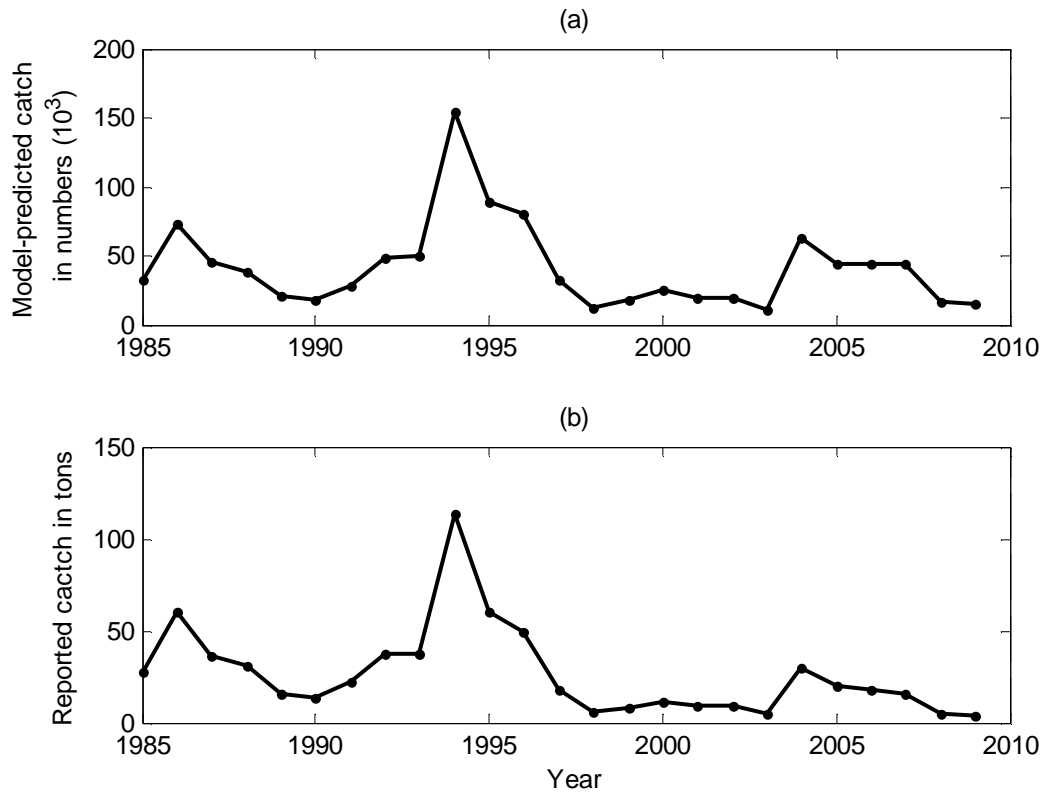 (a)
Model-predicted catch
in numbers (10³)
200
150
100
50
0
1985 1990 1995 2000 2005 2010
(b)
Reported cactch in tons
150
100
50
0
1985 1990 1995 2000 2005 2010
Year